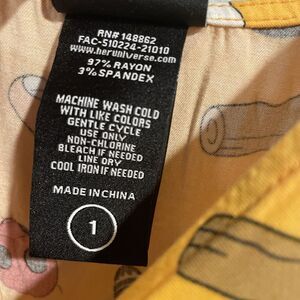 RN# 148862
FAC-510224-21010
www.heruniverse.com
97% RAYON
3% SPANDEX
MACHINE WASH COLD
WITH LIKE COLORS
GENTLE CYCLE
USE ONLY
NON-CHLORINE
BLEACH IF NEEDED
LINE DRY
COOL IRON IF NEEDED
MADE IN CHINA
1